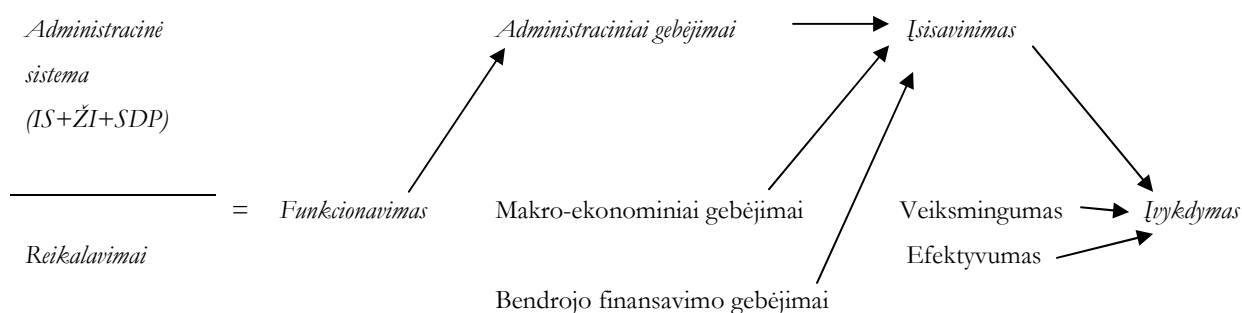 Administracinė
sistema
(IS+ŽI+SDP)
Administraciniai gebėjimai
Įsisavinimas
= Funkcionavimas
Makro-ekonominiai gebėjimai
Veiksmingumas
Įvykdymas
Reikalavimai
Efektyvumas
Bendrojo finansavimo gebėjimai